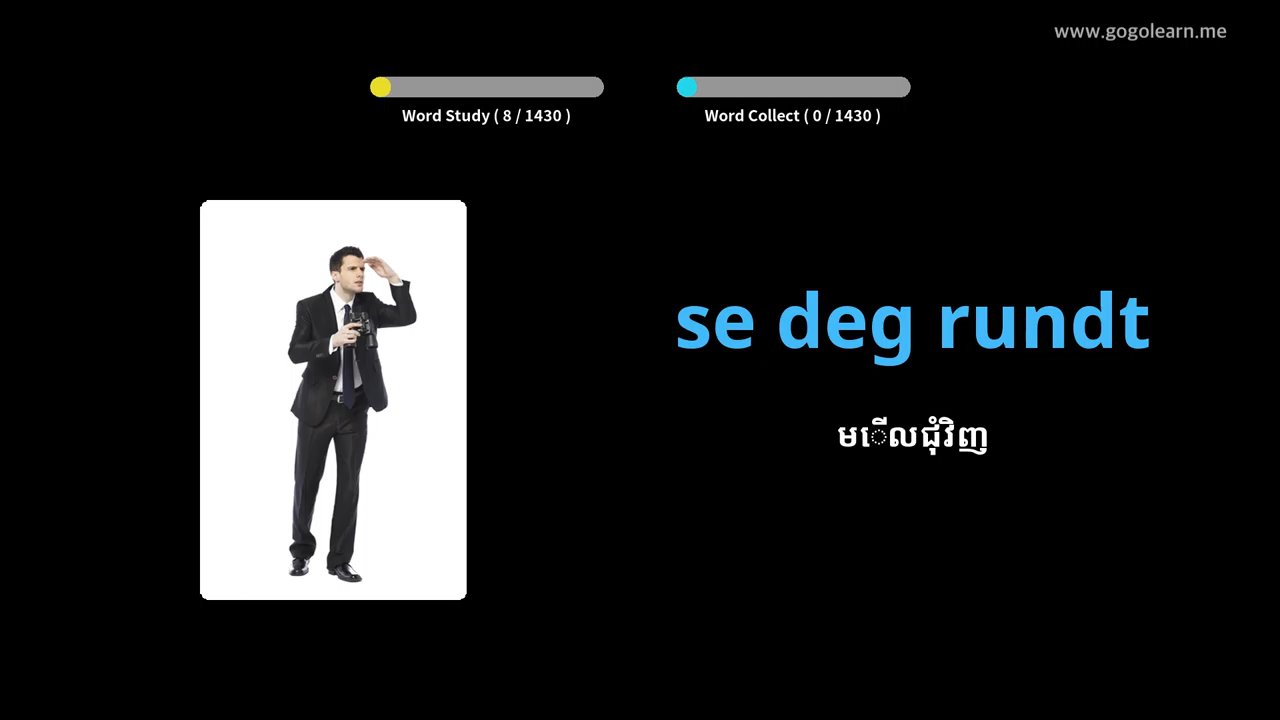 www.gogolearn.me
Word Study ( 8 / 1430 )
Word Collect ( 0 / 1430 )
se deg rundt
មើលជុំវិញ